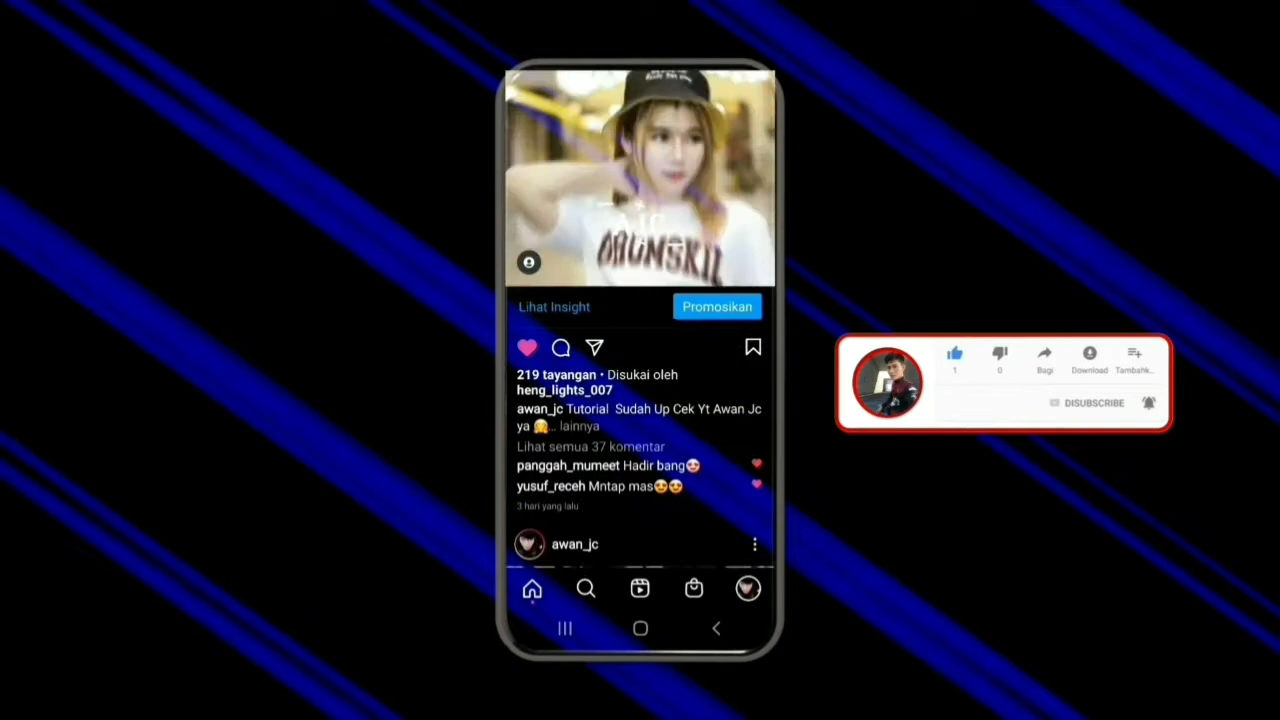 DRUNSKIL
Lihat Insight
Promosikan
219 tayangan • Disukai oleh
heng_lights_007
awan_jc Tutorial Sudah Up Cek Yt Awan Jc
ya 🤗... lainnya
Lihat semua 37 komentar
panggah_mumeet Hadir bang😍
yusuf_receh Mntap mas😍😍
3 hari yang lalu
awan_jc
1
0
Bagi
Download
Tambahk..
DISUBSCRIBE